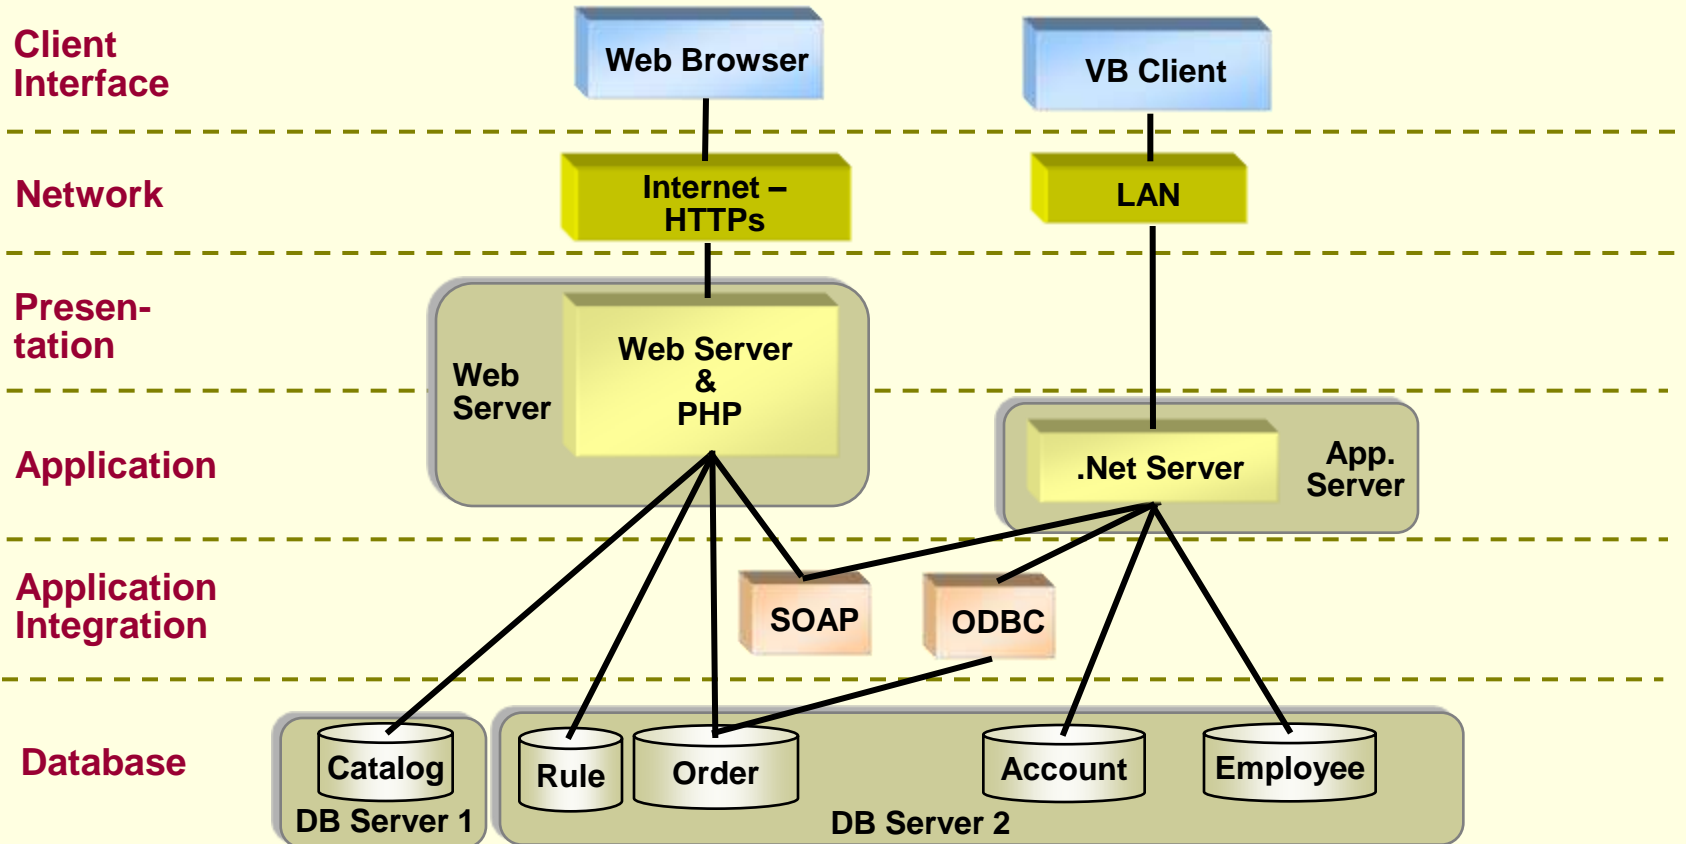 Client
Interface
Web Browser
VB Client
Network
Internet –
HTTPs
LAN
Presen-
tation
Web
Server
Web Server
&
PHP
Application
.Net Server
App.
Server
Application
Integration
SOAP
ODBC
Database
Catalog
Rule
Order
Account
Employee
DB Server 1
DB Server 2